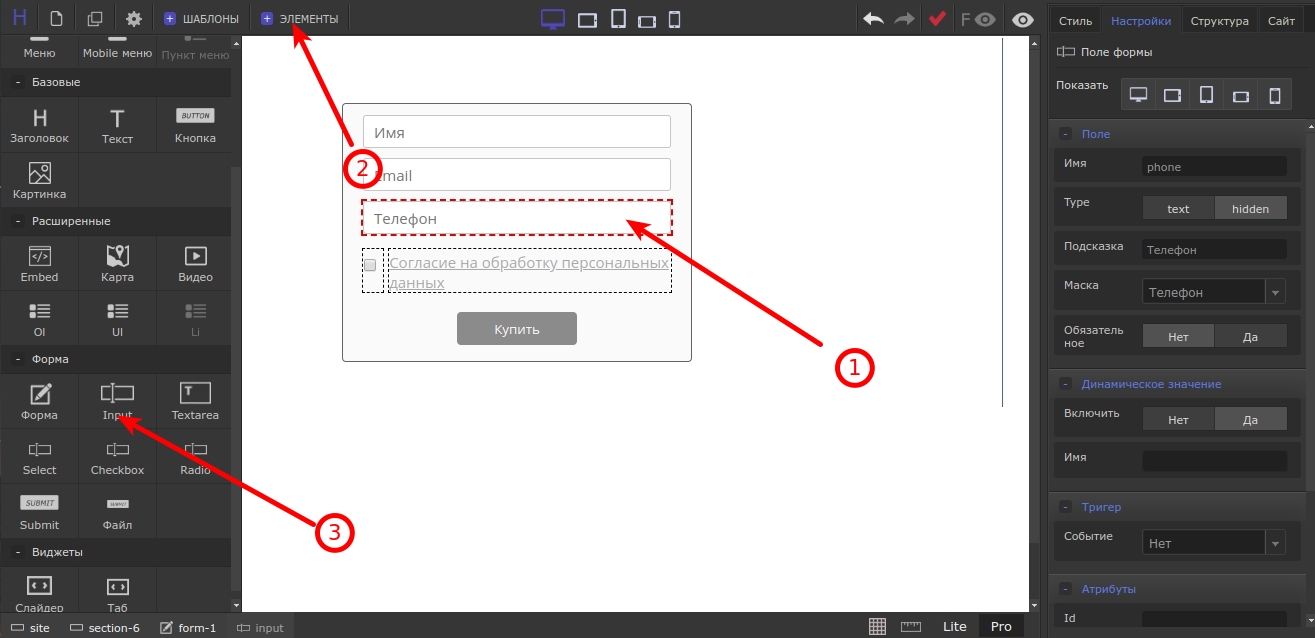 H
+ ШАБЛОНЫ
+ ЭЛЕМЕНТЫ
F
Стиль
Настройки
Структура
Сайт
Меню
Mobile меню
Пункт меню
- Базовые
H
Заголовок
T
Текст
BUTTON
Кнопка
Картинка
- Расширенные
Embed
Карта
Видео
Ol
Ul
Li
- Форма
Форма
Input
T
Textarea
Select
Checkbox
Radio
SUBMIT
Submit
SUBMIT
Файл
- Виджеты
Слайдер
Таб
Имя
Email
Телефон
Согласие на обработку персональных
данных
Купить
2
1
3
Поле формы
Показать
- Поле
Имя
phone
Type
text
hidden
Подсказка
Телефон
Маска
Телефон
Обязатель
ное
Нет
Да
- Динамическое значение
Включить
Нет
Да
Имя
- Тригер
Событие
Нет
- Атрибуты
Id
site
section-6
form-1
input
Lite
Pro